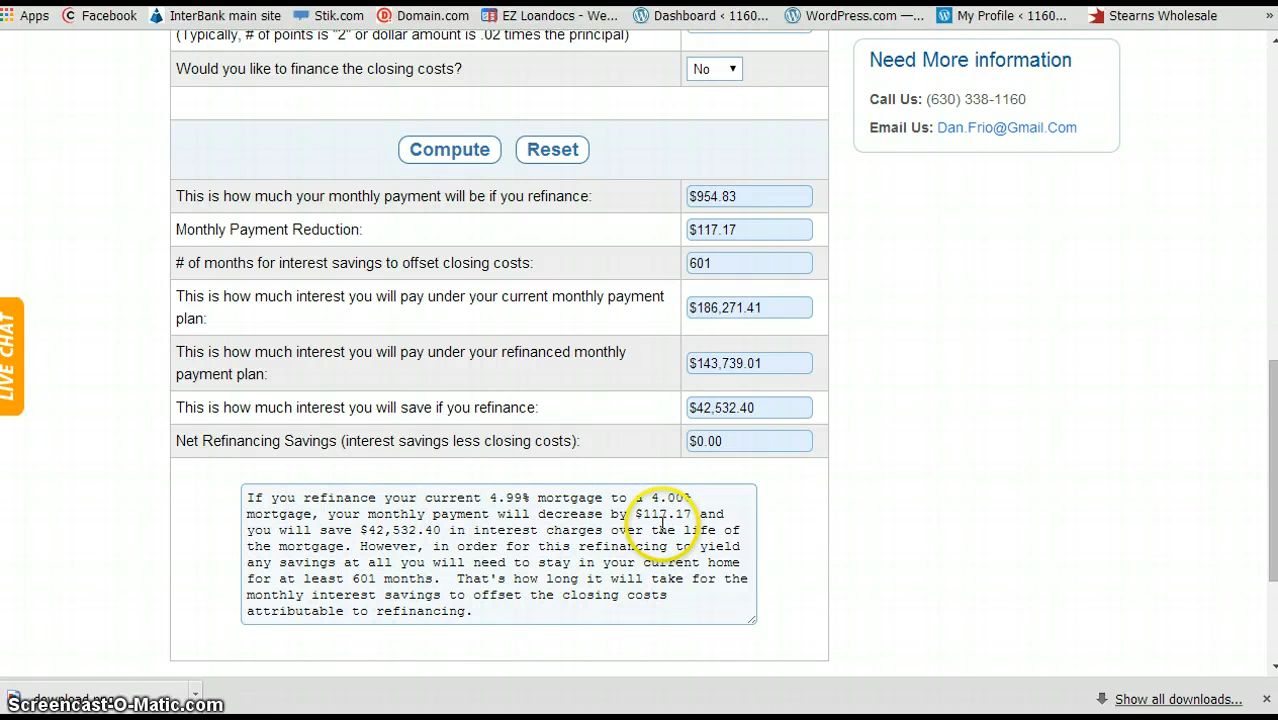 Apps Facebook InterBank main site Stik.com Domain.com EZ Loandocs - We... Dashboard ‹ 1160... WordPress.com —... My Profile ‹ 1160... Stearns Wholesale »
(Typically, # of points is "2" or dollar amount is .02 times the principal)
Would you like to finance the closing costs? No
Need More information
Call Us: (630) 338-1160
Email Us: Dan.Frio@Gmail.Com
Compute Reset
This is how much your monthly payment will be if you refinance: $954.83
Monthly Payment Reduction: $117.17
# of months for interest savings to offset closing costs: 601
This is how much interest you will pay under your current monthly payment
plan: $186,271.41
This is how much interest you will pay under your refinanced monthly
payment plan: $143,739.01
This is how much interest you will save if you refinance: $42,532.40
Net Refinancing Savings (interest savings less closing costs): $0.00
LIVE CHAT
If you refinance your current 4.99% mortgage to a 4.00%
mortgage, your monthly payment will decrease by $117.17 and
you will save $42,532.40 in interest charges over the life of
the mortgage. However, in order for this refinancing to yield
any savings at all you will need to stay in your current home
for at least 601 months.  That's how long it will take for the
monthly interest savings to offset the closing costs
attributable to refinancing.
download.png
Show all downloads...
Screencast-O-Matic.com